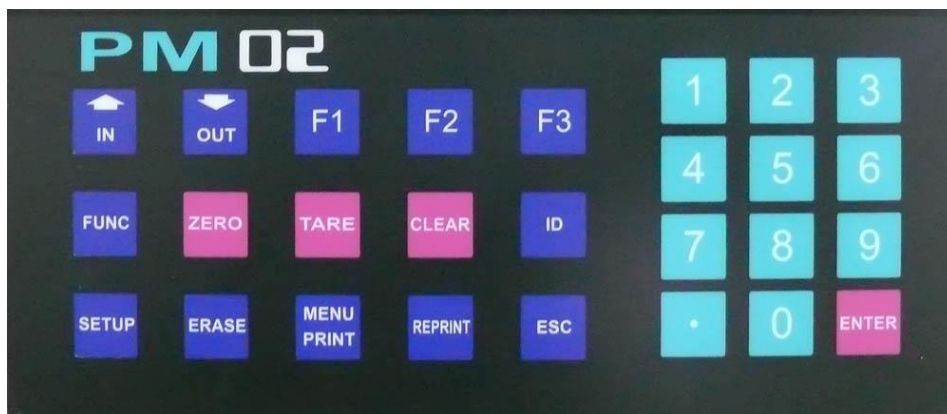 PM 02
IN OUT F1 F2 F3
FUNC ZERO TARE CLEAR ID
SETUP ERASE MENU PRINT REPRINT ESC
1 2 3
4 5 6
7 8 9
. 0 ENTER